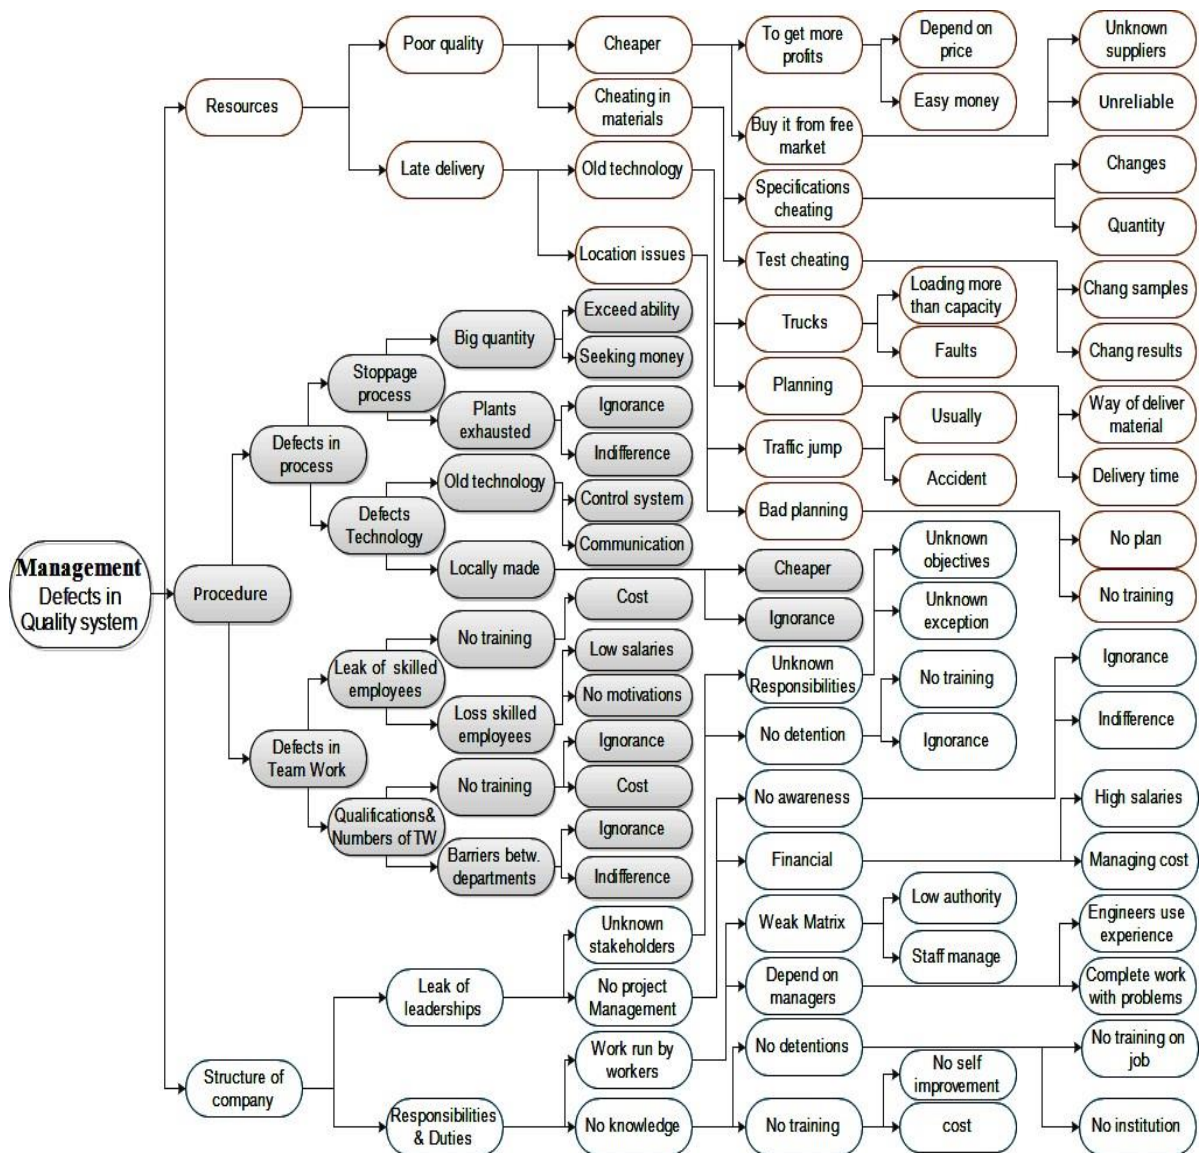 Management
Defects in
Quality system
Resources
Poor quality
Cheaper
To get more
profits
Depend on
price
Easy money
Buy it from free
market
Unknown
suppliers
Unreliable
Cheating in
materials
Specifications
cheating
Changes
Quantity
Test cheating
Chang samples
Chang results
Late delivery
Old technology
Trucks
Loading more
than capacity
Faults
Planning
Way of deliver
material
Delivery time
Location issues
Traffic jump
Usually
Accident
Bad planning
No plan
No training
Procedure
Defects in
process
Stoppage
process
Big quantity
Exceed ability
Seeking money
Plants
exhausted
Ignorance
Indifference
Defects
Technology
Old technology
Control system
Communication
Locally made
Cheaper
Ignorance
Defects in
Team Work
Leak of skilled
employees
No training
Cost
Loss skilled
employees
Low salaries
No motivations
Qualifications&
Numbers of TW
No training
Ignorance
Cost
Barriers betw.
departments
Ignorance
Indifference
Structure of
company
Leak of
leaderships
Unknown
stakeholders
Unknown
Responsibilities
Unknown
objectives
Unknown
exception
No detention
No training
Ignorance
No project
Management
No awareness
Ignorance
Indifference
Financial
High salaries
Managing cost
Responsibilities
& Duties
Work run by
workers
Weak Matrix
Low authority
Staff manage
Depend on
managers
Engineers use
experience
Complete work
with problems
No knowledge
No detentions
No training on
job
No institution
No training
No self
improvement
cost